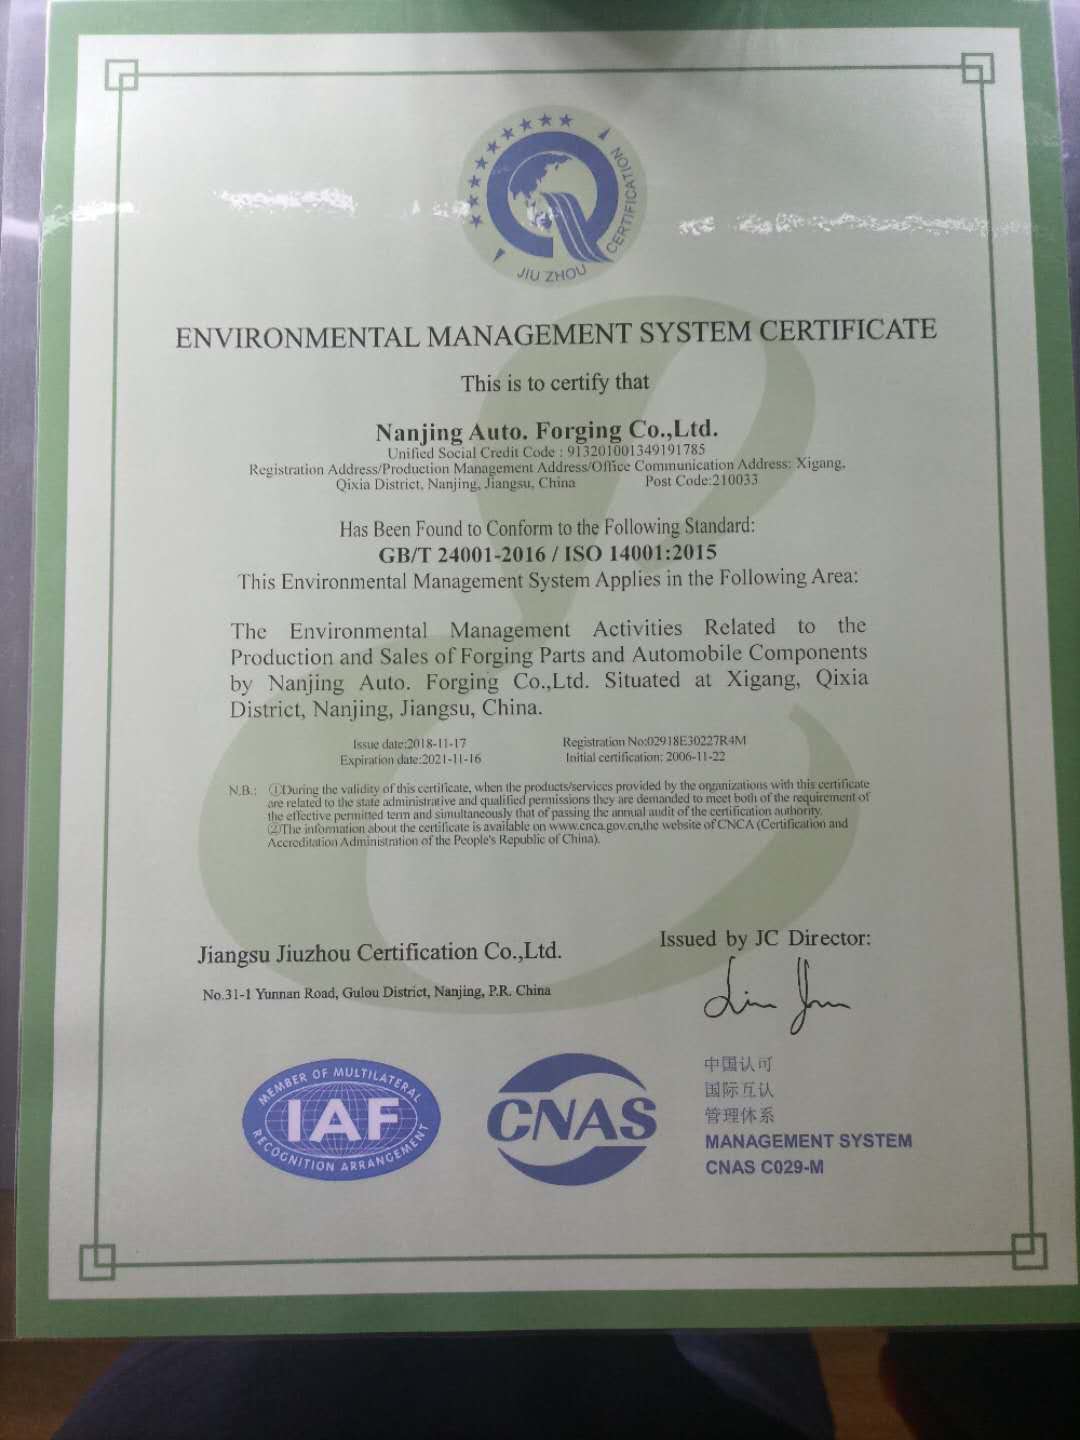 JIU ZHOU CERTIFICATION
ENVIRONMENTAL MANAGEMENT SYSTEM CERTIFICATE
This is to certify that
Nanjing Auto. Forging Co.,Ltd.
Unified Social Credit Code : 913201001349191785
Registration Address/Production Management Address/Office Communication Address: Xigang,
Qixia District, Nanjing, Jiangsu, China Post Code:210033
Has Been Found to Conform to the Following Standard:
GB/T 24001-2016 / ISO 14001:2015
This Environmental Management System Applies in the Following Area:
The Environmental Management Activities Related to the
Production and Sales of Forging Parts and Automobile Components
by Nanjing Auto. Forging Co.,Ltd. Situated at Xigang, Qixia
District, Nanjing, Jiangsu, China.
Issue date:2018-11-17 Registration No:02918E30227R4M
Expiration date:2021-11-16 Initial certification: 2006-11-22
N.B.: ①During the validity of this certificate, when the products/services provided by the organizations with this certificate
are related to the state administrative and qualified permissions they are demanded to meet both of the requirement of
the effective permitted term and simultaneously that of passing the annual audit of the certification authority.
②The information about the certificate is available on www.cnca.gov.cn,the website of CNCA (Certification and
Accreditation Administration of the People's Republic of China).
Jiangsu Jiuzhou Certification Co.,Ltd.
Issued by JC Director:
No.31-1 Yunnan Road, Gulou District, Nanjing, P.R. China
MEMBER OF MULTILATERAL
IAF
RECOGNITION ARRANGEMENT
CNAS
中国认可
国际互认
管理体系
MANAGEMENT SYSTEM
CNAS C029-M